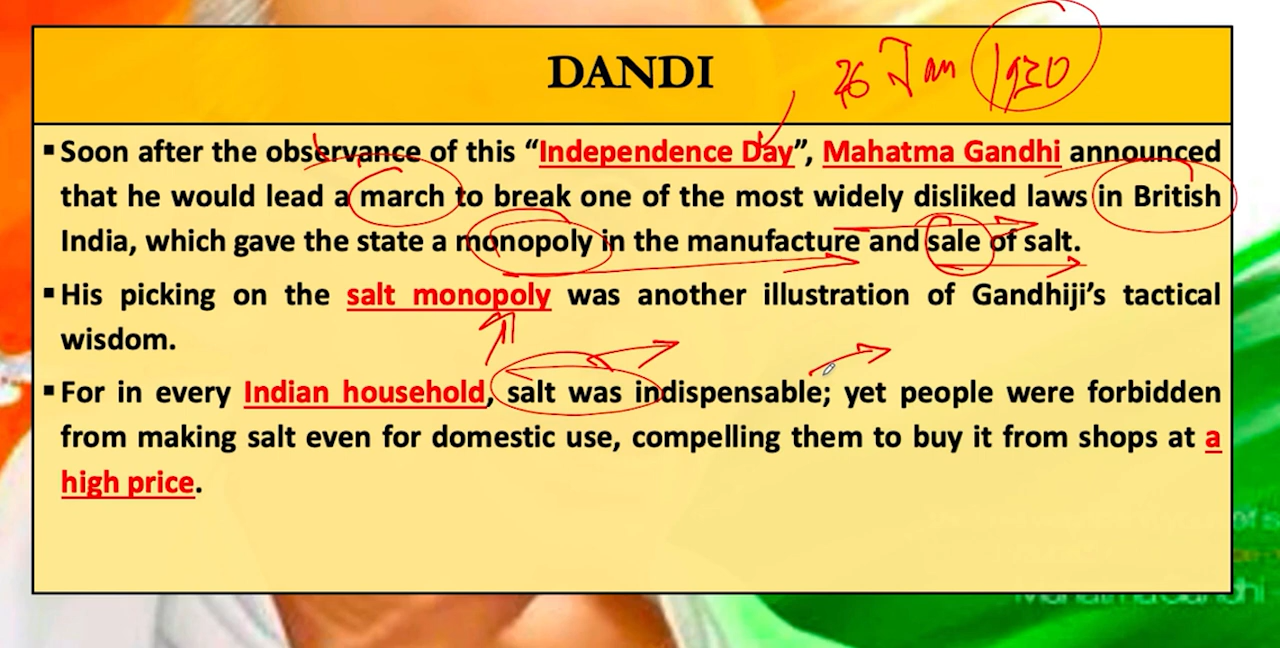 DANDI
26 Jan 1930
▪ Soon after the observance of this “Independence Day”, Mahatma Gandhi announced
that he would lead a march to break one of the most widely disliked laws in British
India, which gave the state a monopoly in the manufacture and sale of salt.
▪ His picking on the salt monopoly was another illustration of Gandhiji’s tactical
wisdom.
▪ For in every Indian household, salt was indispensable; yet people were forbidden
from making salt even for domestic use, compelling them to buy it from shops at a
high price.
Mahatma Gandhi